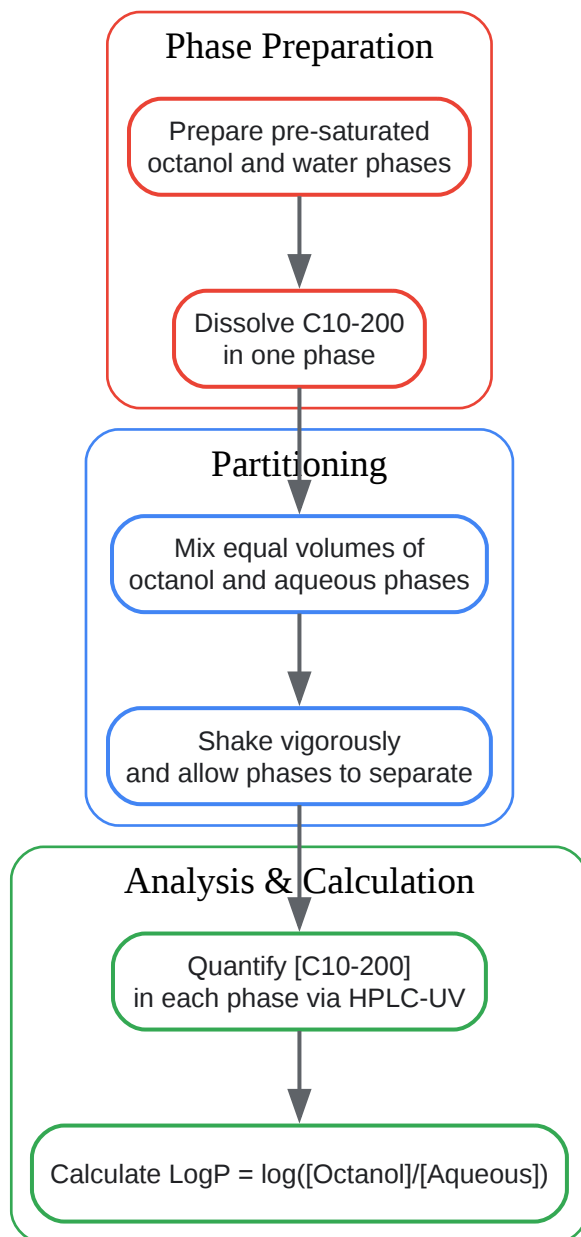 Phase Preparation
Prepare pre-saturated
octanol and water phases
Dissolve C10-200
in one phase
Partitioning
Mix equal volumes of
octanol and aqueous phases
Shake vigorously
and allow phases to separate
Analysis & Calculation
Quantify [C10-200]
in each phase via HPLC-UV
Calculate LogP = log([Octanol]/[Aqueous])